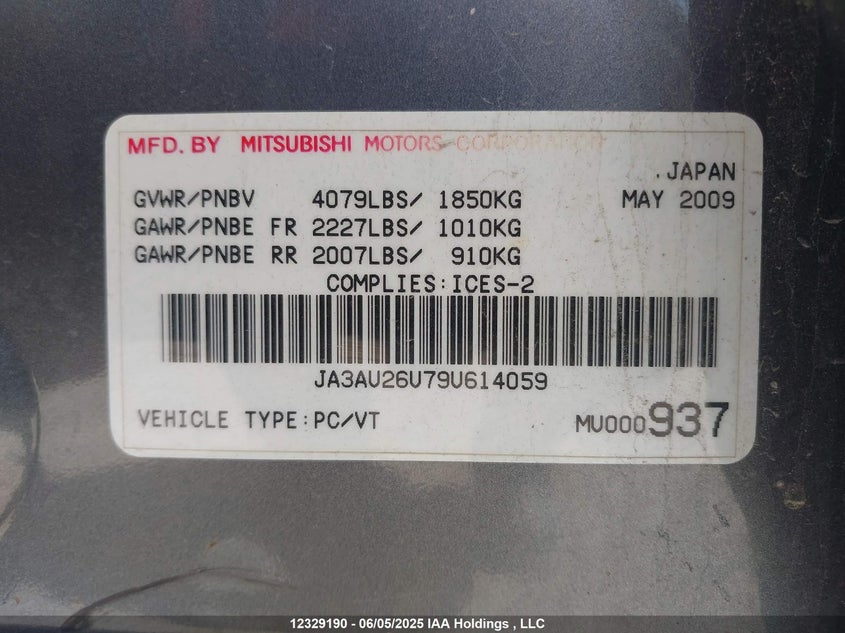 MFD. BY MITSUBISHI MOTORS CORPORATION
.JAPAN
GVWR/PNBV 4079LBS/ 1850KG MAY 2009
GAWR/PNBE FR 2227LBS/ 1010KG
GAWR/PNBE RR 2007LBS/ 910KG
COMPLIES:ICES-2
JA3AU26U79U614059
VEHICLE TYPE:PC/VT MU000937
12329190 - 06/05/2025 IAA Holdings , LLC